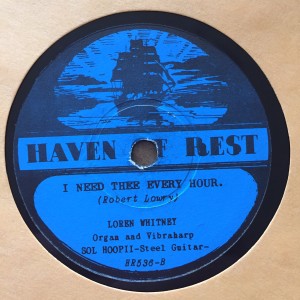 HAVEN OF REST
I NEED THEE EVERY HOUR.
(Robert Lowry)
LOREN WHITNEY
Organ and Vibraharp
SOL HOOPII-Steel Guitar-
HR536-B